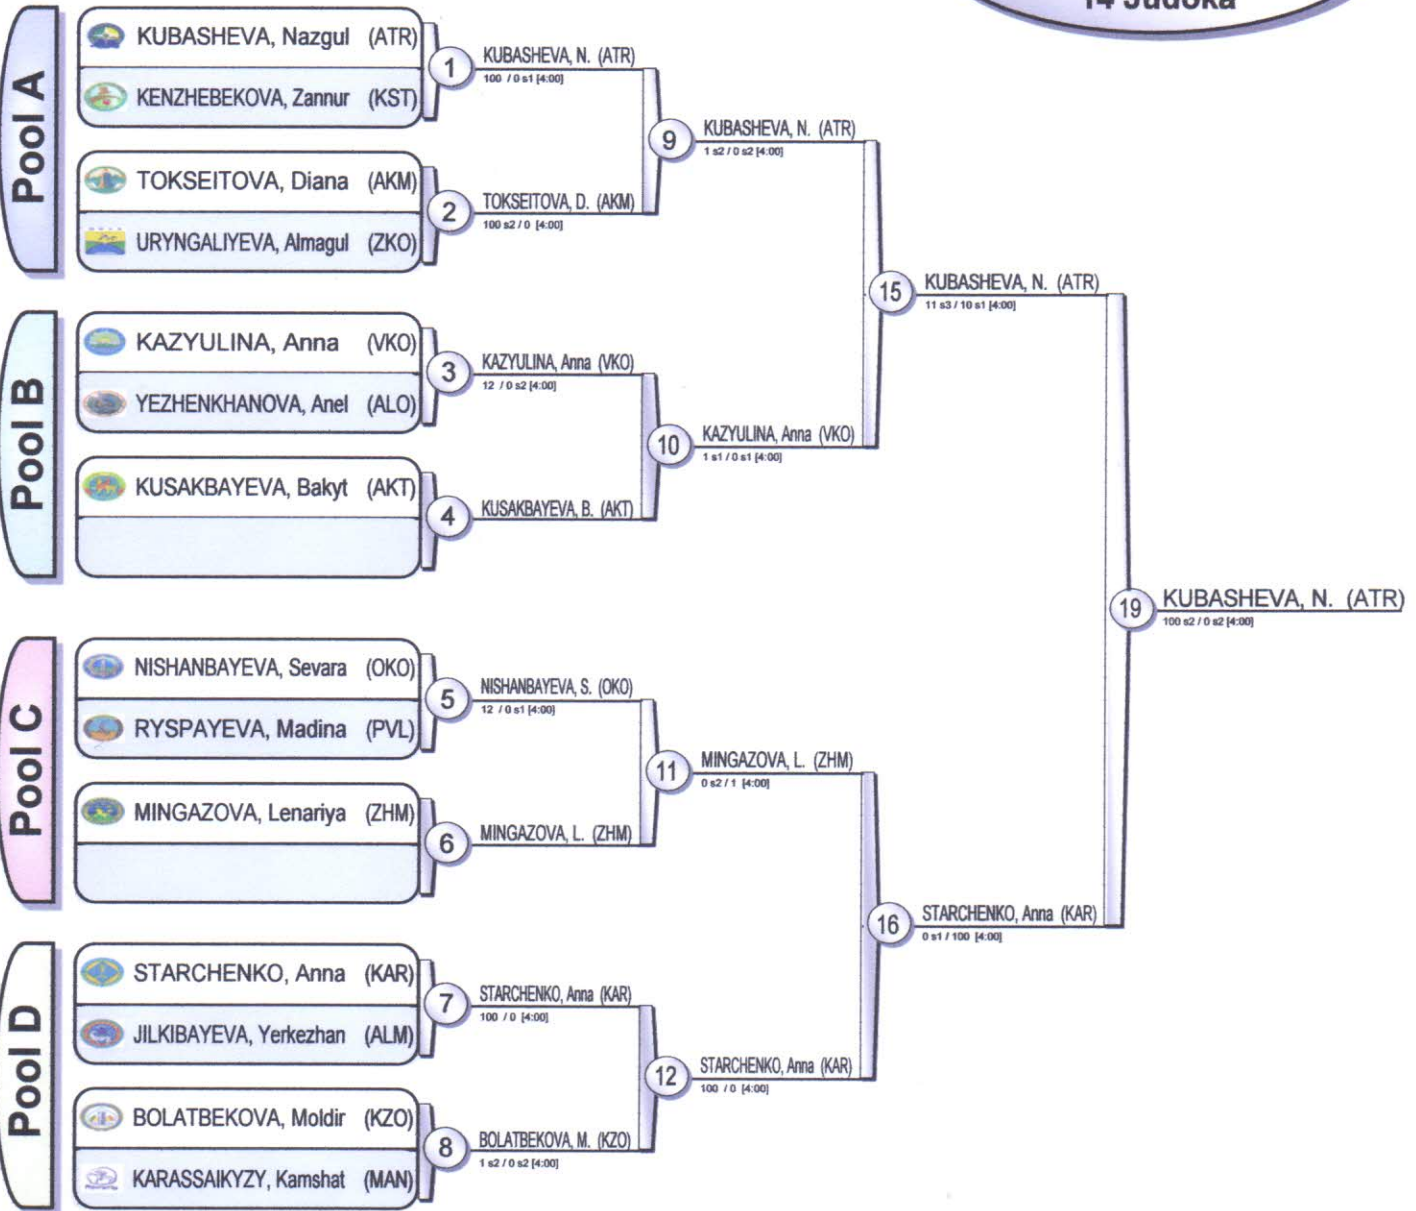 14 Judoka
Pool A
KUBASHEVA, Nazgul (ATR)
KENZHEBEKOVA, Zannur (KST)
TOKSEITOVA, Diana (AKM)
URYNGALIYEVA, Almagul (ZKO)
1
KUBASHEVA, N. (ATR)
100 / 0 s1 [4:00]
2
TOKSEITOVA, D. (AKM)
100 s2 / 0 [4:00]
9
KUBASHEVA, N. (ATR)
1 s2 / 0 s2 [4:00]
Pool B
KAZYULINA, Anna (VKO)
YEZHENKHANOVA, Anel (ALO)
KUSAKBAYEVA, Bakyt (AKT)
3
KAZYULINA, Anna (VKO)
12 / 0 s2 [4:00]
4
KUSAKBAYEVA, B. (AKT)
10
KAZYULINA, Anna (VKO)
1 s1 / 0 s1 [4:00]
15
KUBASHEVA, N. (ATR)
11 s3 / 10 s1 [4:00]
Pool C
NISHANBAYEVA, Sevara (OKO)
RYSPAYEVA, Madina (PVL)
MINGAZOVA, Lenariya (ZHM)
5
NISHANBAYEVA, S. (OKO)
12 / 0 s1 [4:00]
6
MINGAZOVA, L. (ZHM)
11
MINGAZOVA, L. (ZHM)
0 s2 / 1 [4:00]
Pool D
STARCHENKO, Anna (KAR)
JILKIBAYEVA, Yerkezhan (ALM)
BOLATBEKOVA, Moldir (KZO)
KARASSAIKYZY, Kamshat (MAN)
7
STARCHENKO, Anna (KAR)
100 / 0 [4:00]
8
BOLATBEKOVA, M. (KZO)
1 s2 / 0 s2 [4:00]
12
STARCHENKO, Anna (KAR)
100 / 0 [4:00]
16
STARCHENKO, Anna (KAR)
0 s1 / 100 [4:00]
19
KUBASHEVA, N. (ATR)
100 s2 / 0 s2 [4:00]